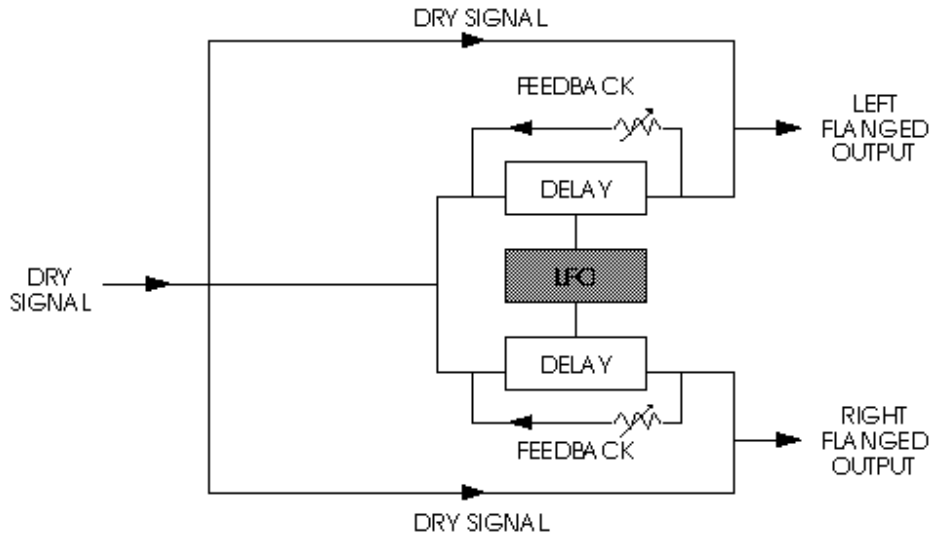 DRY SIGNAL
FEEDBACK
LEFT
FLANGED
OUTPUT
DELAY
LFO
DRY
SIGNAL
DELAY
FEEDBACK
RIGHT
FLANGED
OUTPUT
DRY SIGNAL